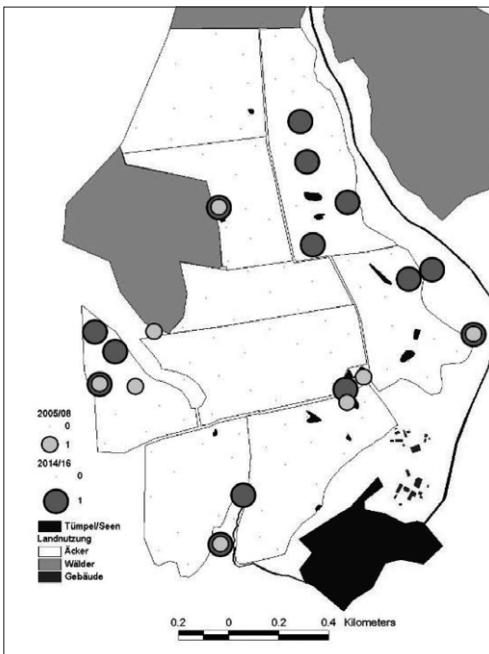 2005/08
0
1
2014/16
0
1
Tümpel/Seen
Landnutzung
Äcker
Wälder
Gebäude
0.2 0 0.2 0.4 Kilometers